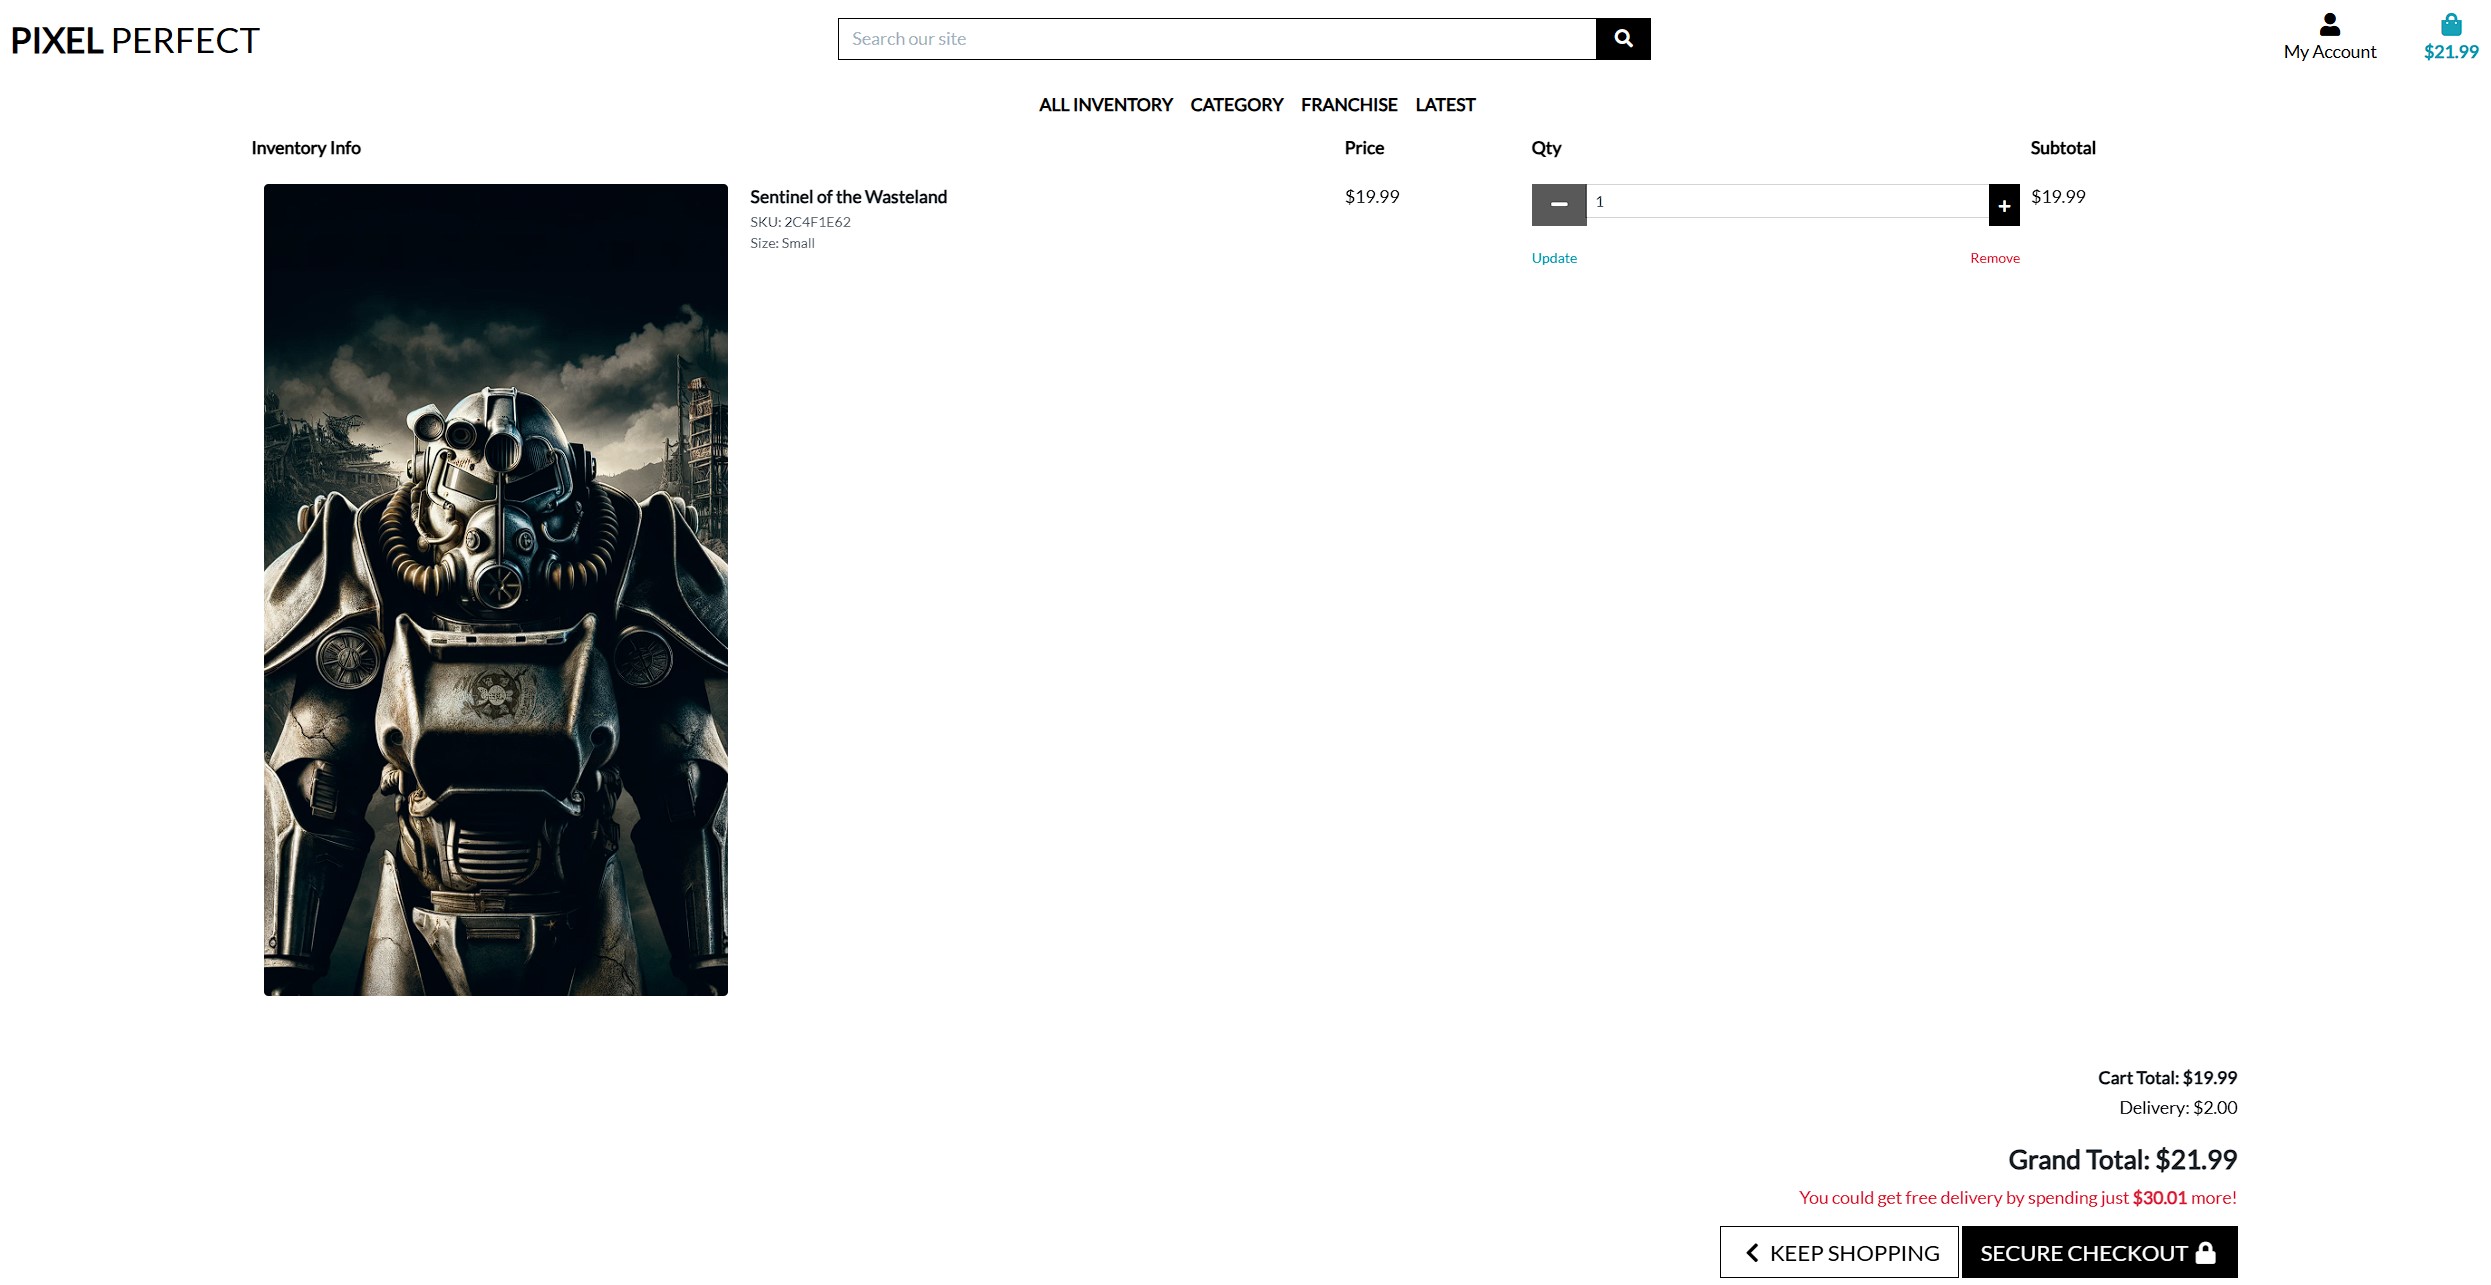 PIXEL PERFECT
Search our site
My Account
$21.99
ALL INVENTORY CATEGORY FRANCHISE LATEST
Inventory Info Price Qty Subtotal
Sentinel of the Wasteland $19.99 1 $19.99
SKU: 2C4F1E62
Size: Small
Update Remove
Cart Total: $19.99
Delivery: $2.00
Grand Total: $21.99
You could get free delivery by spending just $30.01 more!
KEEP SHOPPING SECURE CHECKOUT